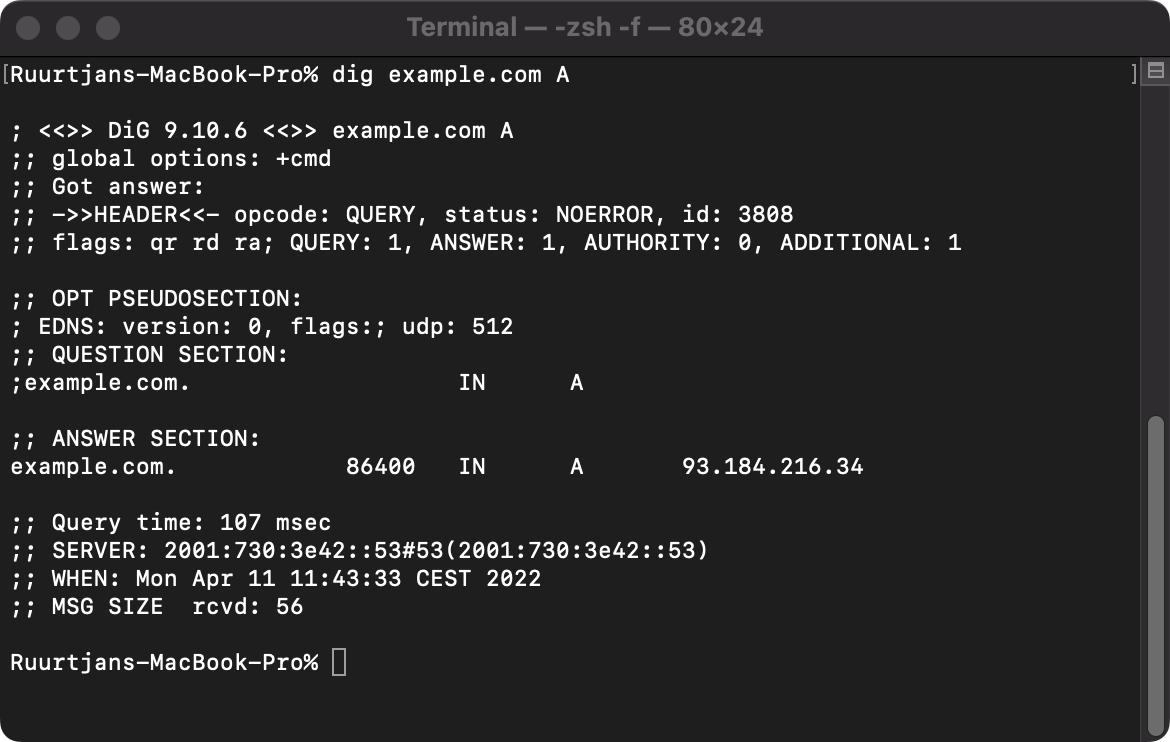 Terminal — -zsh -f — 80×24
[Ruurtjans-MacBook-Pro% dig example.com A ]
; <<>> DiG 9.10.6 <<>> example.com A
;; global options: +cmd
;; Got answer:
;; ->>HEADER<<- opcode: QUERY, status: NOERROR, id: 3808
;; flags: qr rd ra; QUERY: 1, ANSWER: 1, AUTHORITY: 0, ADDITIONAL: 1
;; OPT PSEUDOSECTION:
; EDNS: version: 0, flags:; udp: 512
;; QUESTION SECTION:
;example.com. IN A
;; ANSWER SECTION:
example.com. 86400 IN A 93.184.216.34
;; Query time: 107 msec
;; SERVER: 2001:730:3e42::53#53(2001:730:3e42::53)
;; WHEN: Mon Apr 11 11:43:33 CEST 2022
;; MSG SIZE  rcvd: 56
Ruurtjans-MacBook-Pro%